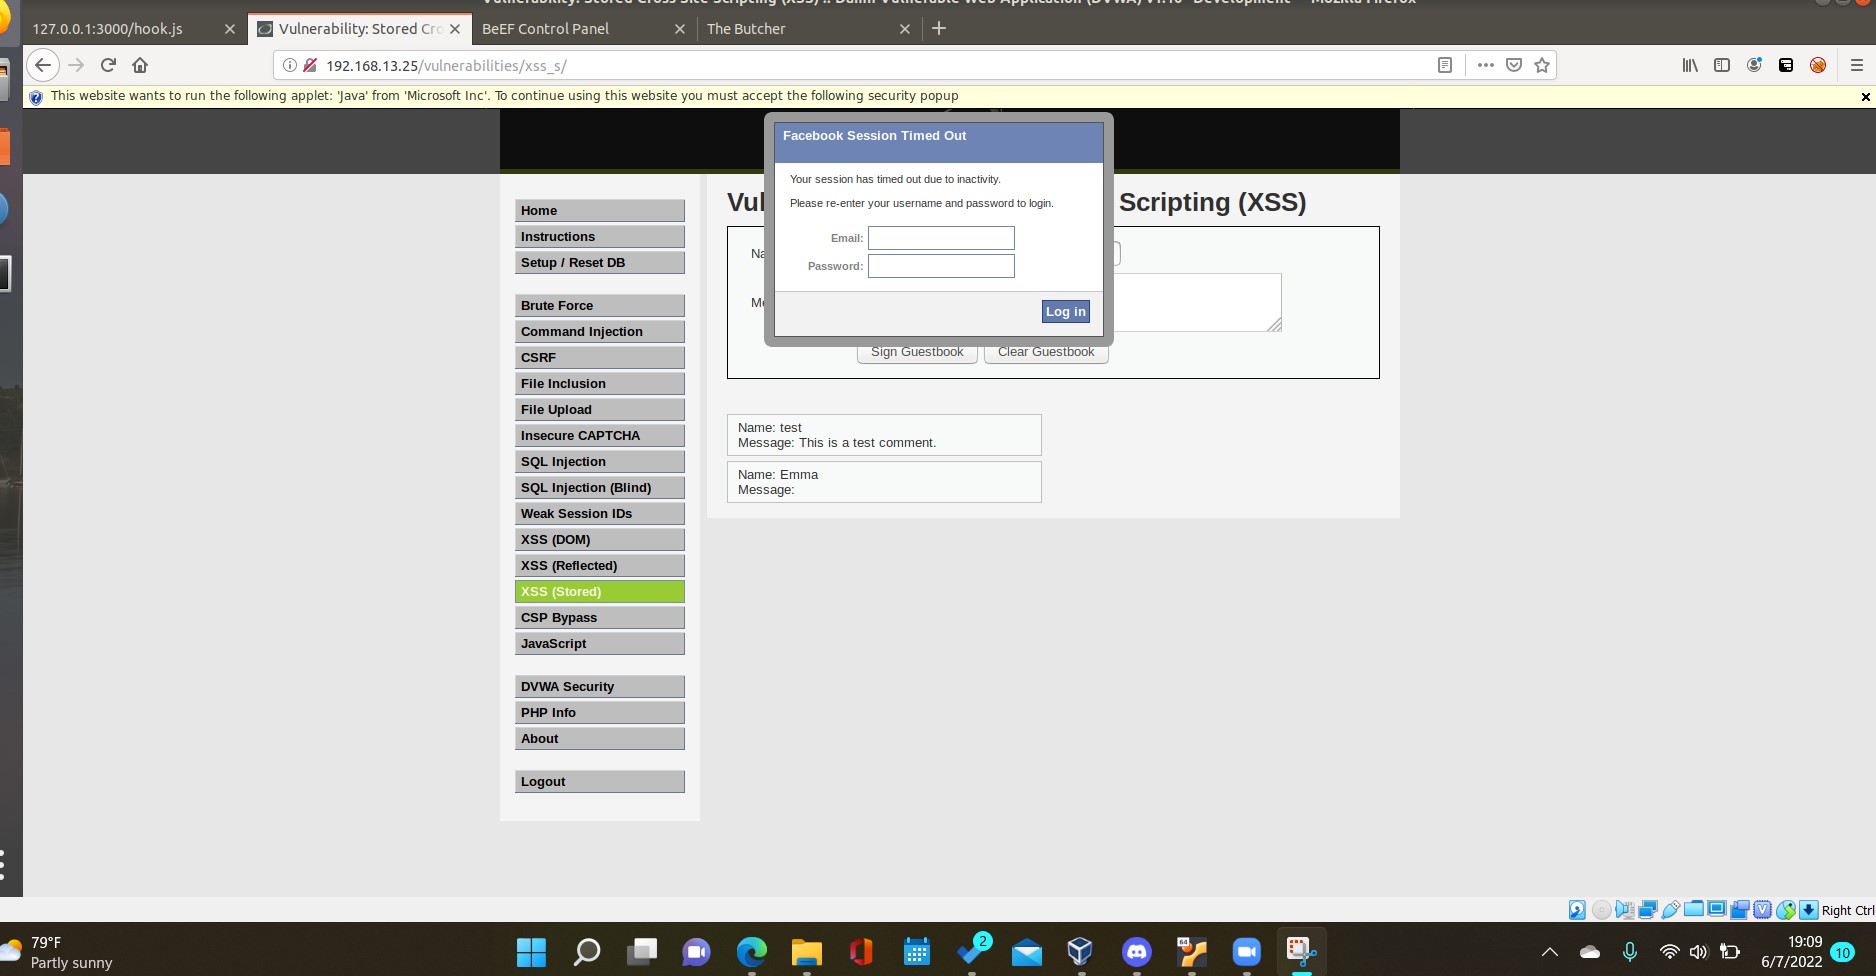 Vulnerability: Stored Cross Site Scripting (XSS) :: Damn Vulnerable Web Application (DVWA) v1.10 *Development* - Mozilla Firefox
127.0.0.1:3000/hook.js
Vulnerability: Stored Cro
BeEF Control Panel
The Butcher
192.168.13.25/vulnerabilities/xss_s/
This website wants to run the following applet: 'Java' from 'Microsoft Inc'. To continue using this website you must accept the following security popup
Facebook Session Timed Out
Your session has timed out due to inactivity.
Please re-enter your username and password to login.
Email:
Password:
Log in
Home
Instructions
Setup / Reset DB
Brute Force
Command Injection
CSRF
File Inclusion
File Upload
Insecure CAPTCHA
SQL Injection
SQL Injection (Blind)
Weak Session IDs
XSS (DOM)
XSS (Reflected)
XSS (Stored)
CSP Bypass
JavaScript
DVWA Security
PHP Info
About
Logout
Vul Scripting (XSS)
Na
Me
Sign Guestbook Clear Guestbook
Name: test
Message: This is a test comment.
Name: Emma
Message:
Right Ctrl
79°F
Partly sunny
2
64
19:09
6/7/2022
10